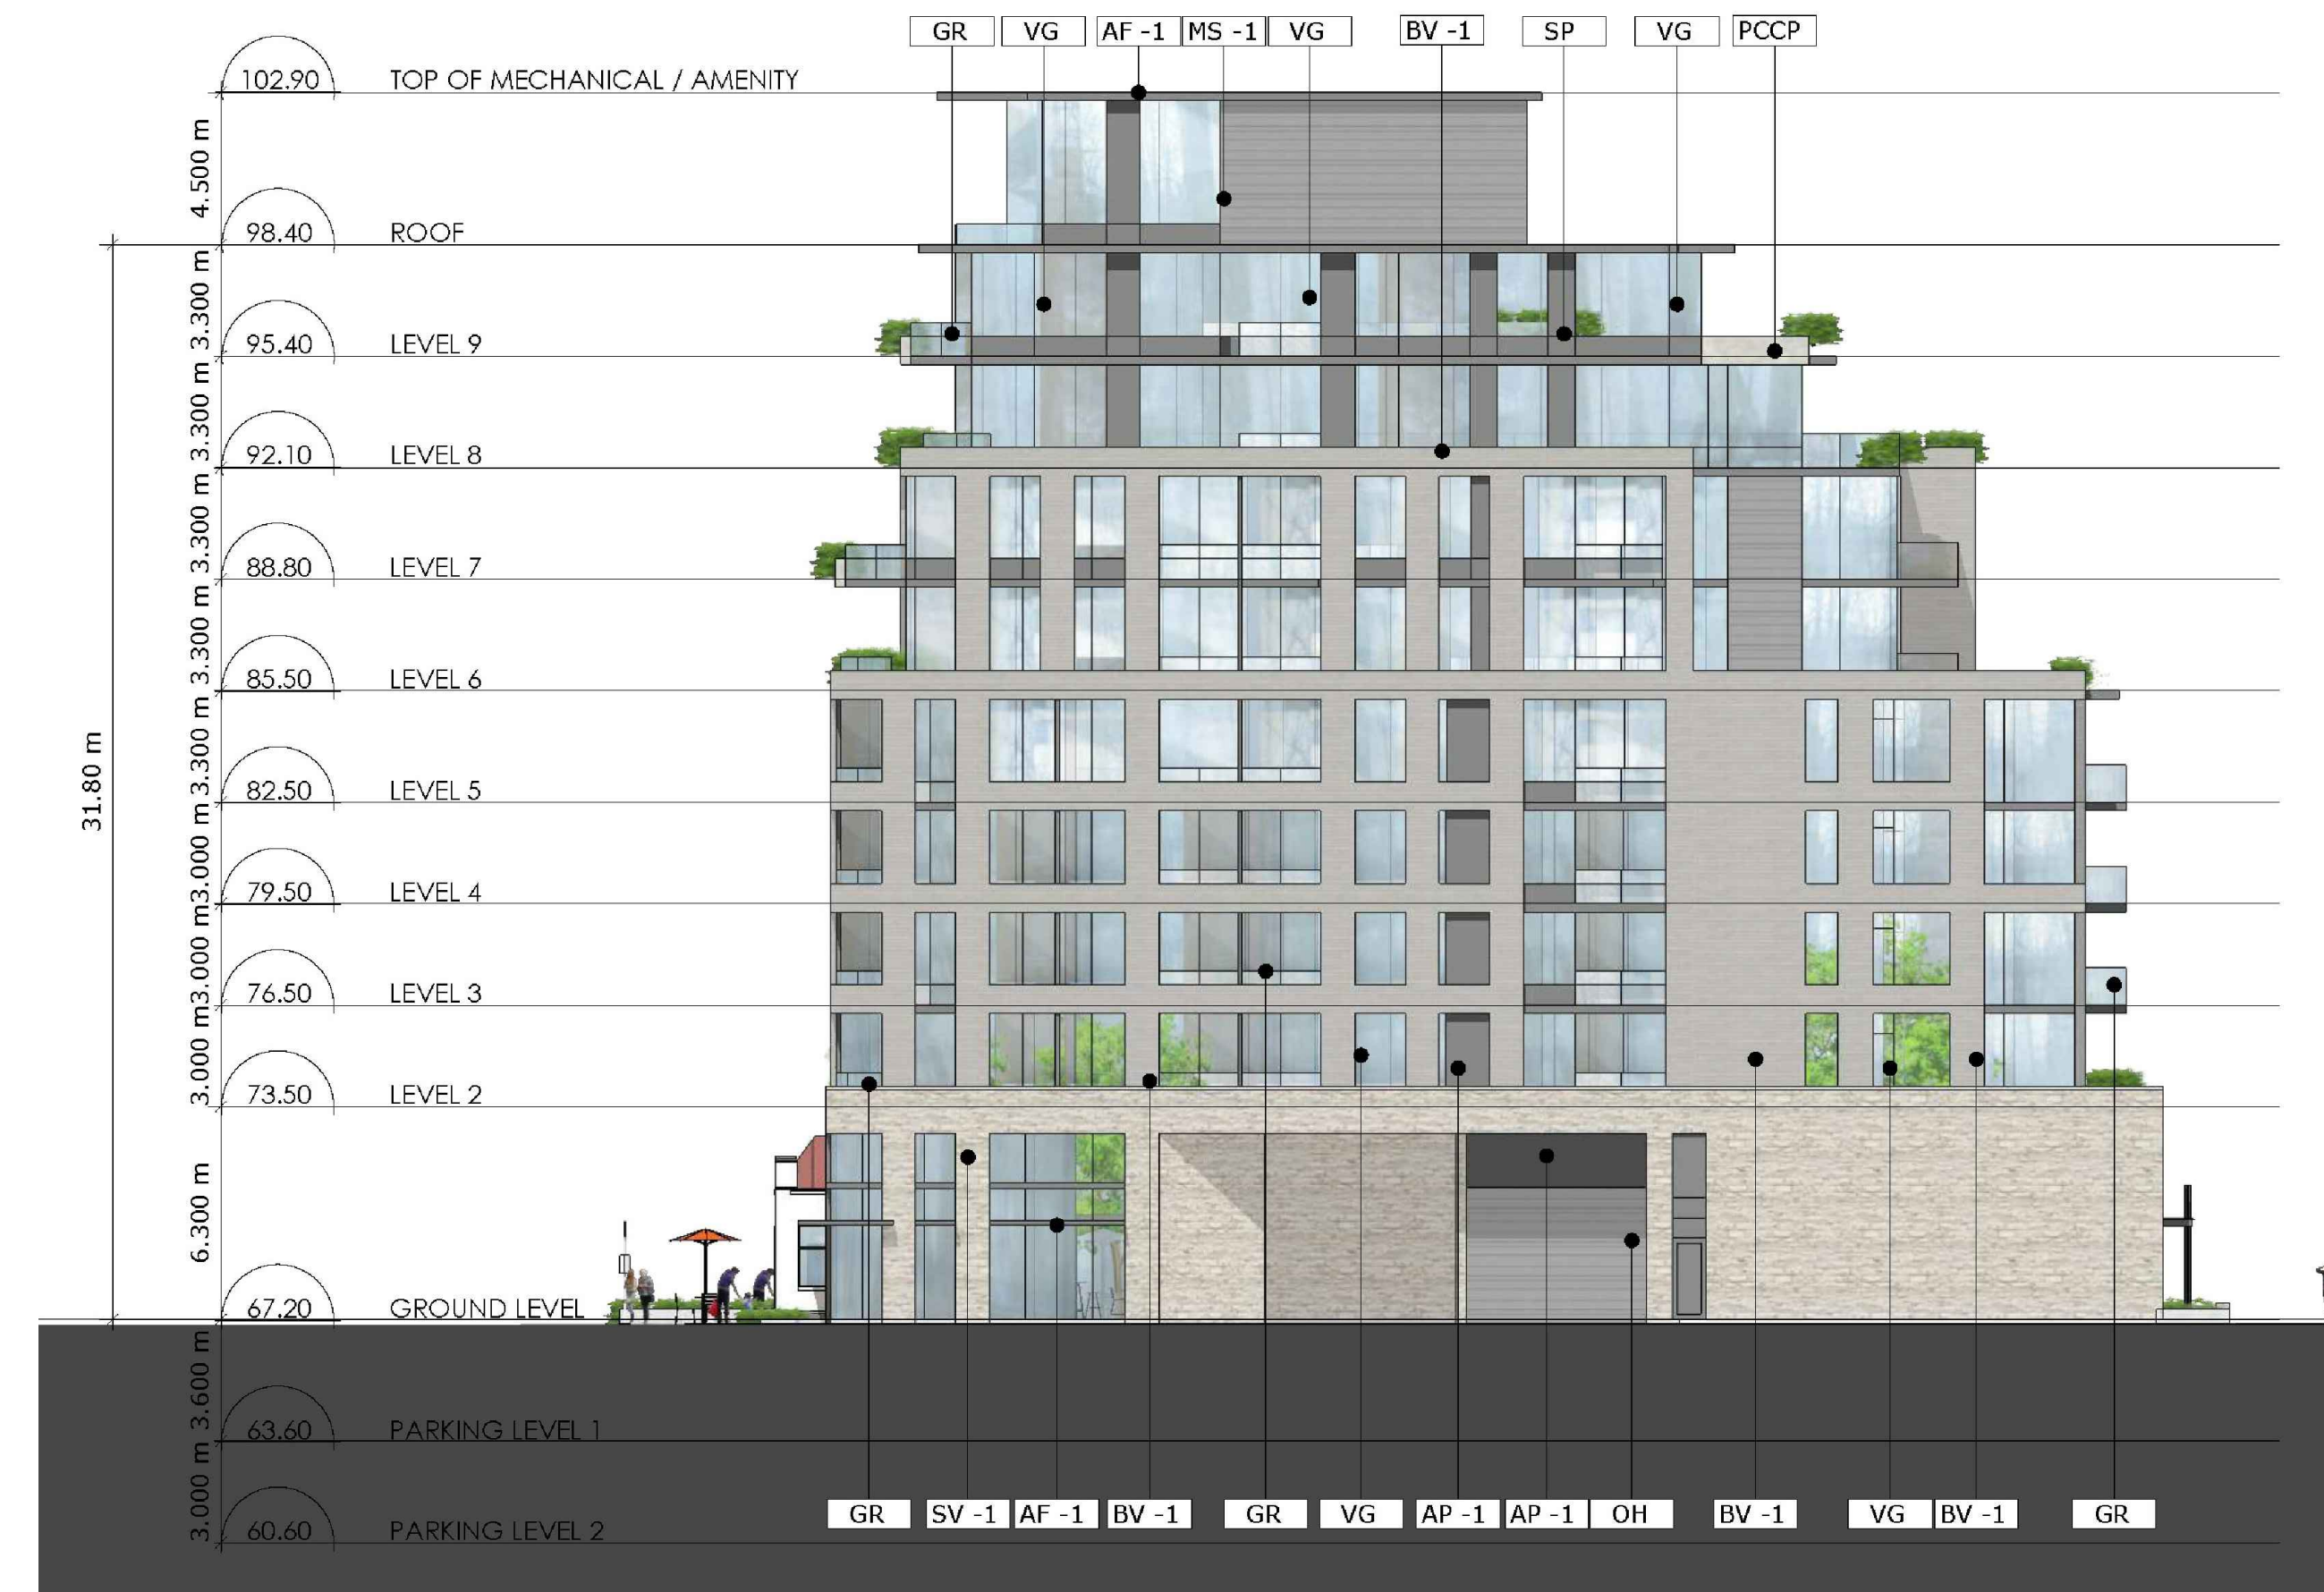 GR VG AF -1 MS -1 VG BV -1 SP VG PCCP
102.90 TOP OF MECHANICAL / AMENITY
4.500 m
98.40 ROOF
3.300 m
95.40 LEVEL 9
3.300 m
92.10 LEVEL 8
3.300 m
88.80 LEVEL 7
3.300 m
85.50 LEVEL 6
3.300 m
31.80 m
82.50 LEVEL 5
3.000 m
79.50 LEVEL 4
3.000 m
76.50 LEVEL 3
3.000 m
73.50 LEVEL 2
6.300 m
67.20 GROUND LEVEL
3.600 m
63.60 PARKING LEVEL 1
3.000 m
60.60 PARKING LEVEL 2
GR SV -1 AF -1 BV -1 GR VG AP -1 AP -1 OH BV -1 VG BV -1 GR